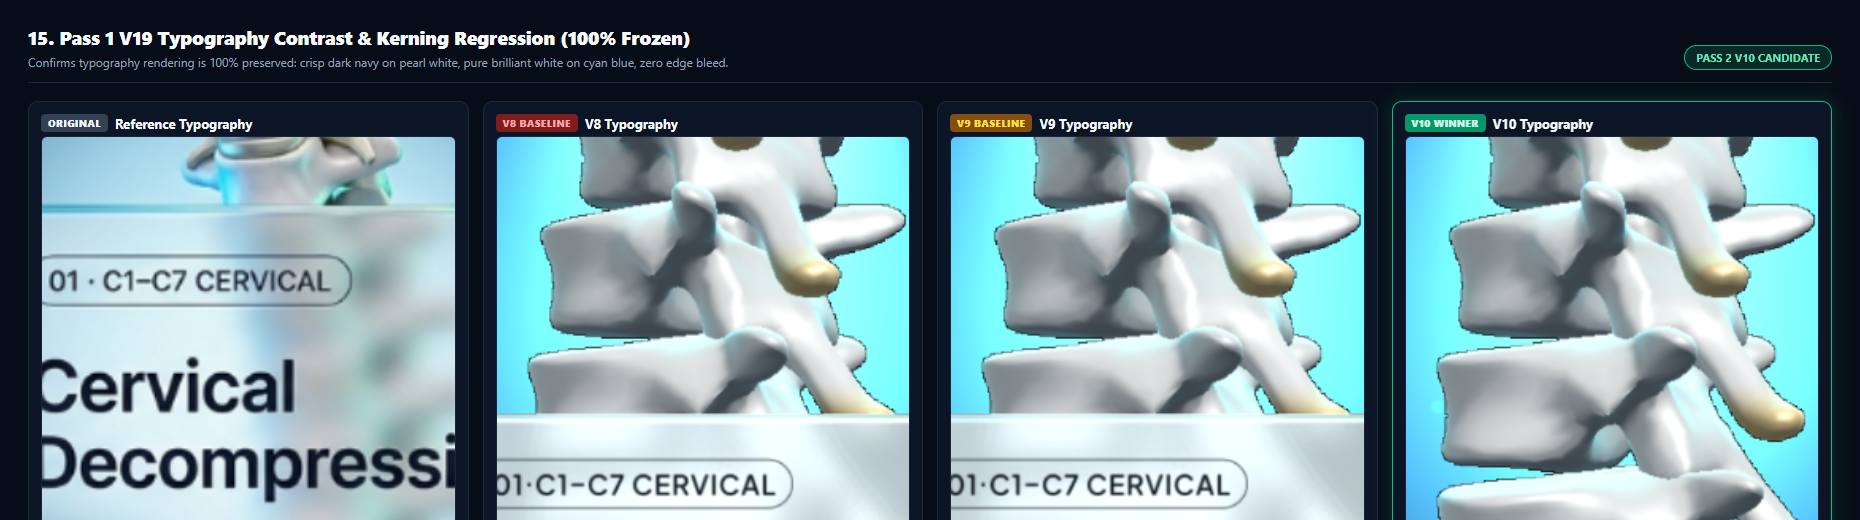 15. Pass 1 V19 Typography Contrast & Kerning Regression (100% Frozen)
Confirms typography rendering is 100% preserved: crisp dark navy on pearl white, pure brilliant white on cyan blue, zero edge bleed.
PASS 2 V10 CANDIDATE
ORIGINAL Reference Typography
01 · C1–C7 CERVICAL
Cervical
Decompressi
V8 BASELINE V8 Typography
01·C1–C7 CERVICAL
V9 BASELINE V9 Typography
01·C1–C7 CERVICAL
V10 WINNER V10 Typography